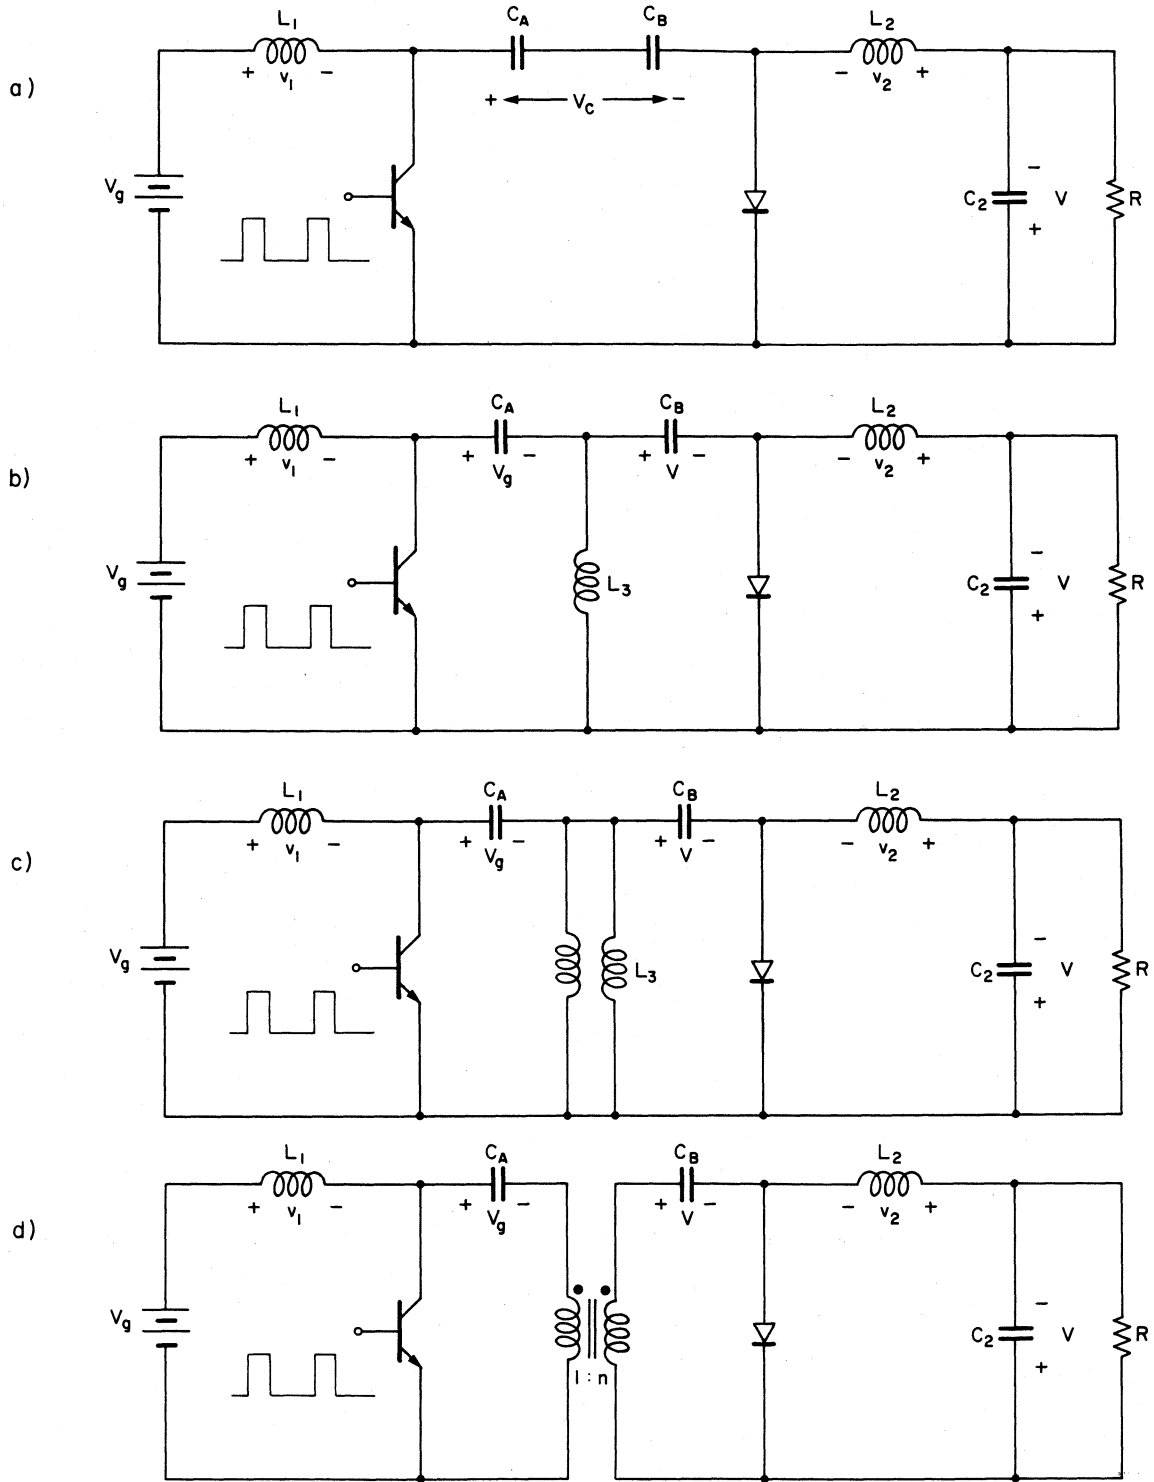 a)
L1 CA CB L2
+ v1 − + VC − − v2 +
Vg C2 − V + R
b)
L1 CA CB L2
+ v1 − + Vg − + V − − v2 +
Vg L3 C2 − V + R
c)
L1 CA CB L2
+ v1 − + Vg − + V − − v2 +
Vg L3 C2 − V + R
d)
L1 CA CB L2
+ v1 − + Vg − + V − − v2 +
Vg 1:n C2 − V + R